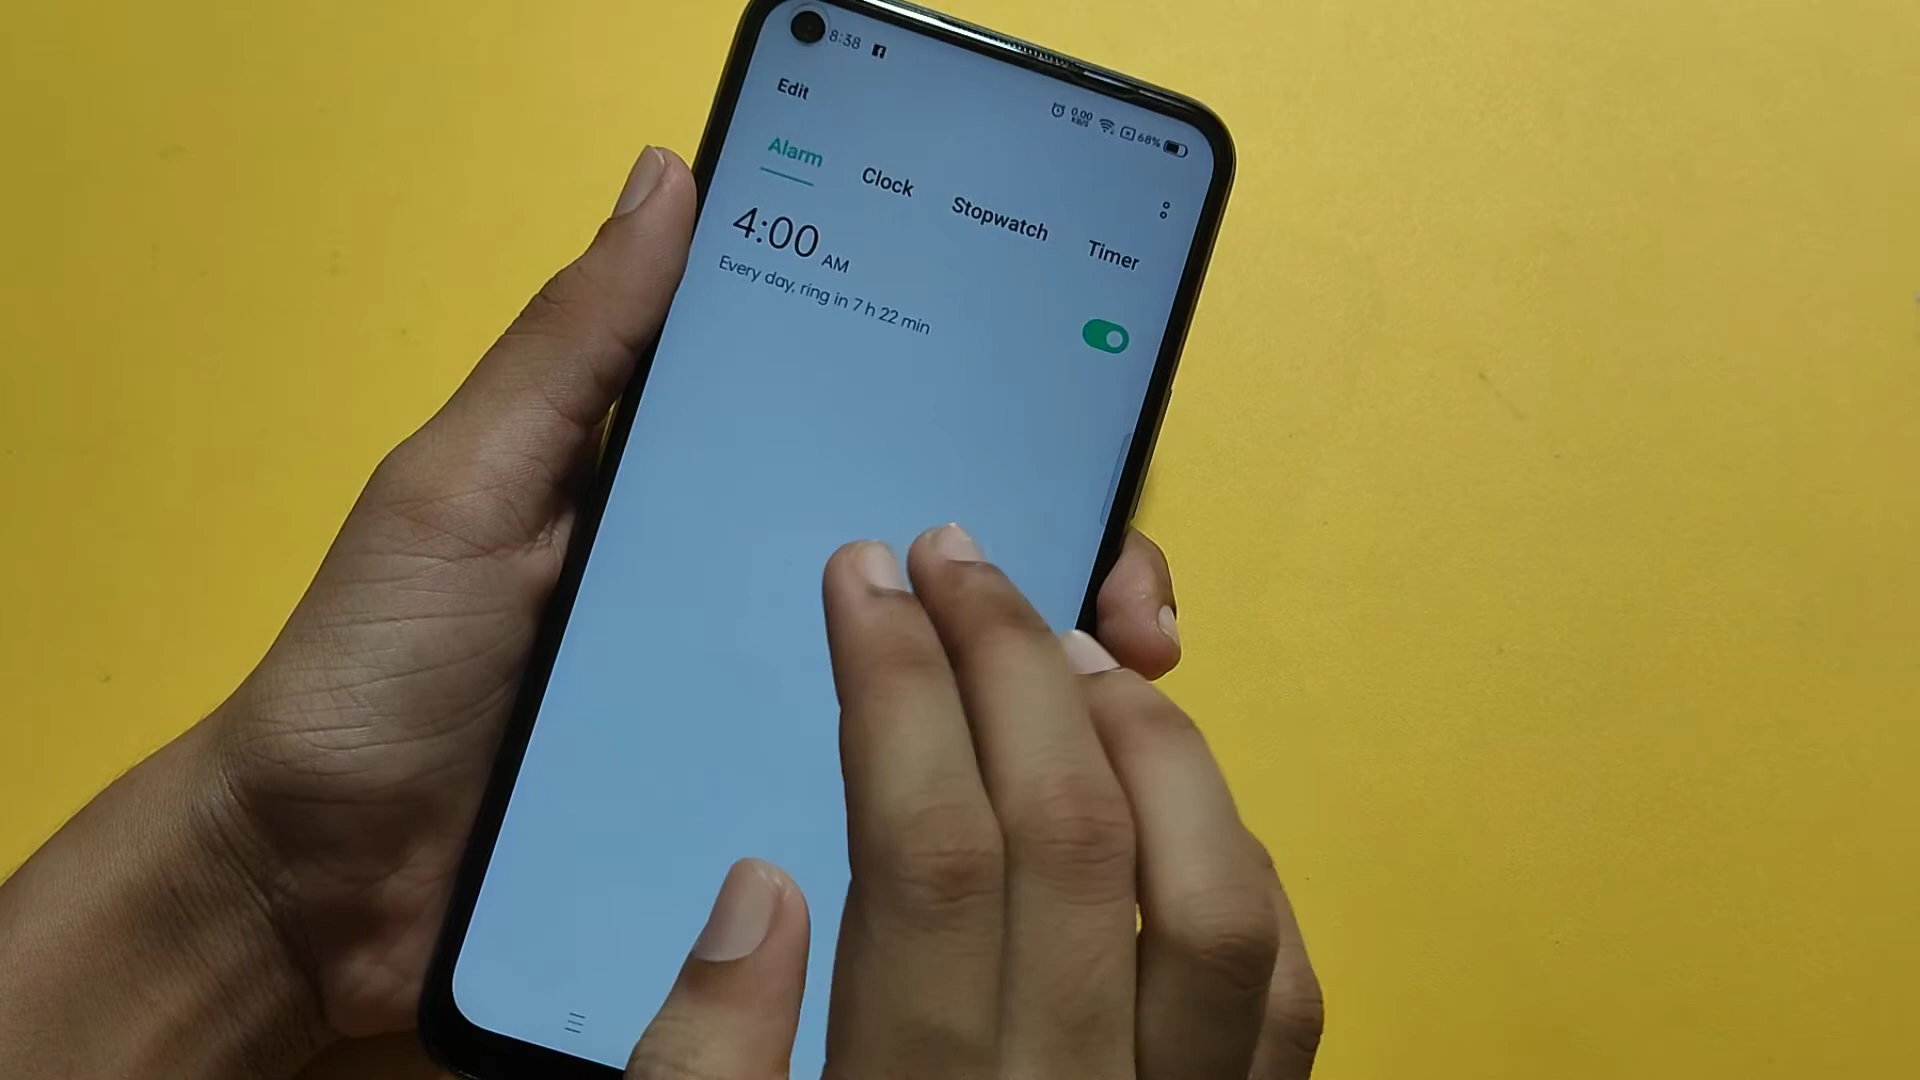 8:38
0.00 KB/S 68%
Edit
Alarm Clock Stopwatch Timer
4:00 AM
Every day, ring in 7 h 22 min